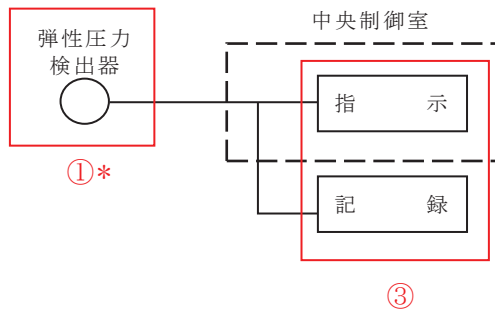 中央制御室
弾性圧力
検出器
指 示
①*
記 録
③